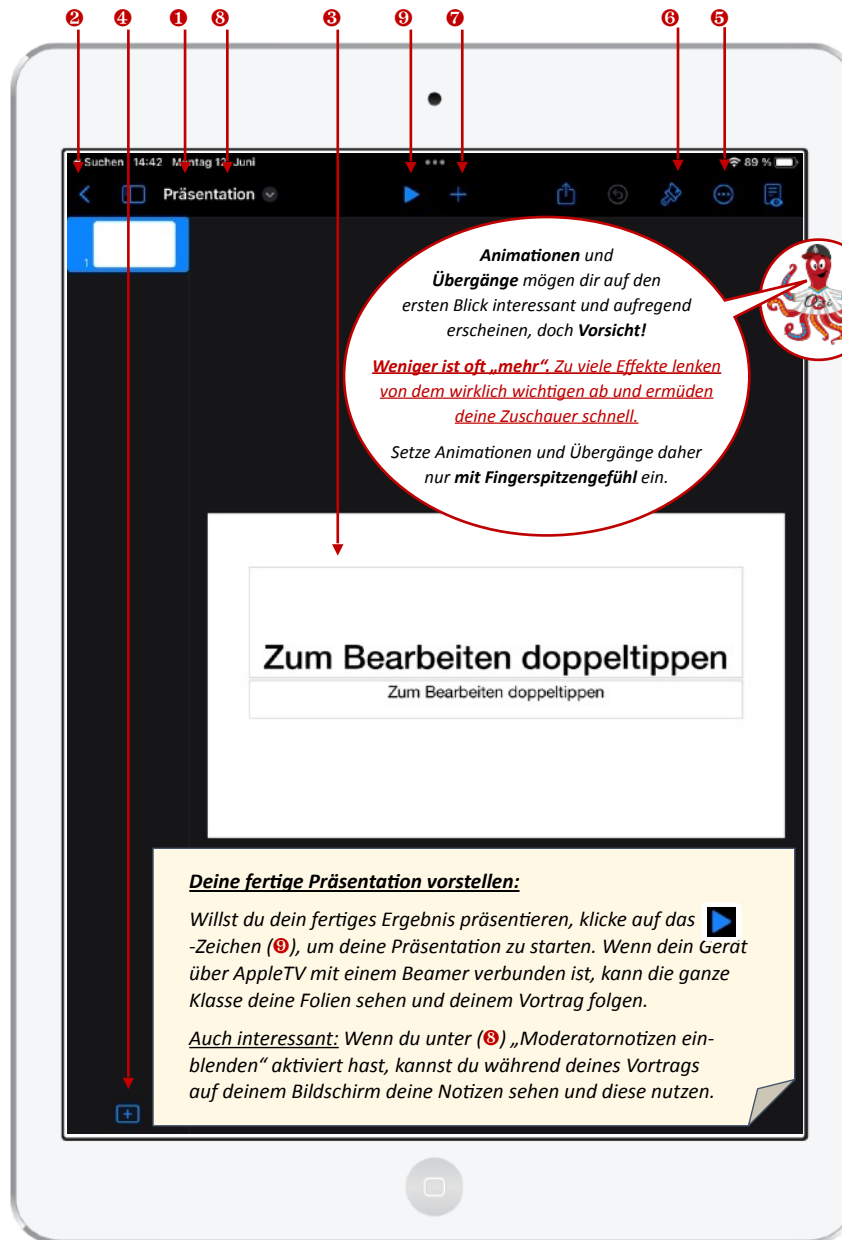 ❷ ❹ ❶ ❽ ❸ ❾ ❼ ❻ ❺
Suchen 14:42 Montag 12. Juni
89 %
Präsentation
1
Animationen und
Übergänge mögen dir auf den
ersten Blick interessant und aufregend
erscheinen, doch Vorsicht!
Weniger ist oft „mehr“. Zu viele Effekte lenken
von dem wirklich wichtigen ab und ermüden
deine Zuschauer schnell.
Setze Animationen und Übergänge daher
nur mit Fingerspitzengefühl ein.
Zum Bearbeiten doppeltippen
Zum Bearbeiten doppeltippen
Deine fertige Präsentation vorstellen:
Willst du dein fertiges Ergebnis präsentieren, klicke auf das
-Zeichen (❾), um deine Präsentation zu starten. Wenn dein Gerät
über AppleTV mit einem Beamer verbunden ist, kann die ganze
Klasse deine Folien sehen und deinem Vortrag folgen.
Auch interessant: Wenn du unter (❽) „Moderatornotizen ein-
blenden“ aktiviert hast, kannst du während deines Vortrags
auf deinem Bildschirm deine Notizen sehen und diese nutzen.